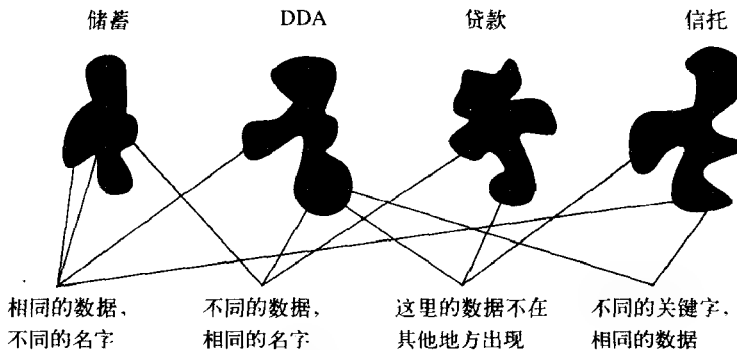 储蓄 DDA 贷款 信托
相同的数据, 不同的数据, 这里的数据不在 不同的关键字,
不同的名字 相同的名字 其他地方出现 相同的数据